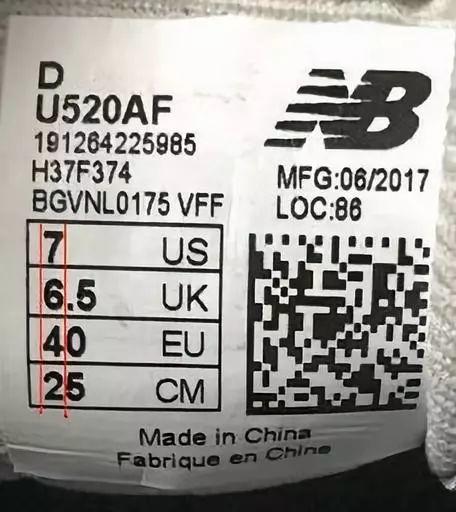 D
U520AF
191264225985
H37F374
BGVNL0175 VFF
NB
MFG:06/2017
LOC:86
7 US
6.5 UK
40 EU
25 CM
Made in China
Fabrique en Chine